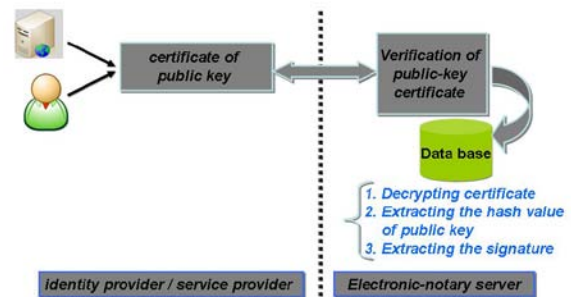 certificate of
public key
Verification of
public-key
certificate
Data base
1. Decrypting certificate
2. Extracting the hash value
of public key
3. Extracting the signature
identity provider / service provider
Electronic-notary server